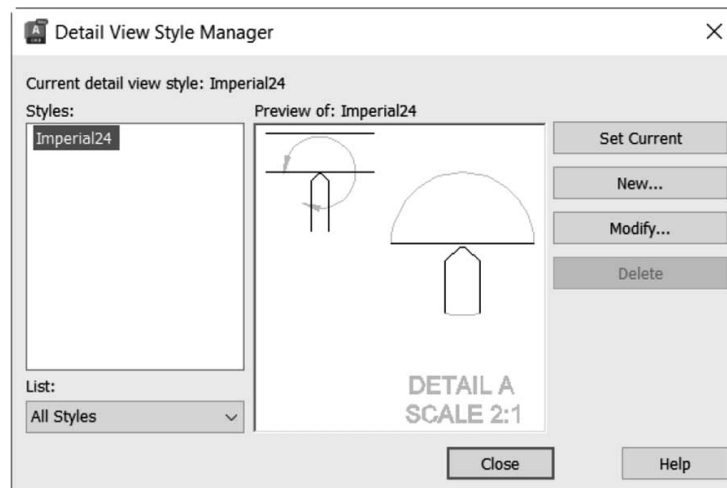 Detail View Style Manager
Current detail view style: Imperial24
Styles:
Preview of: Imperial24
Imperial24
Set Current
New...
Modify...
Delete
DETAIL A
SCALE 2:1
List:
All Styles
Close
Help